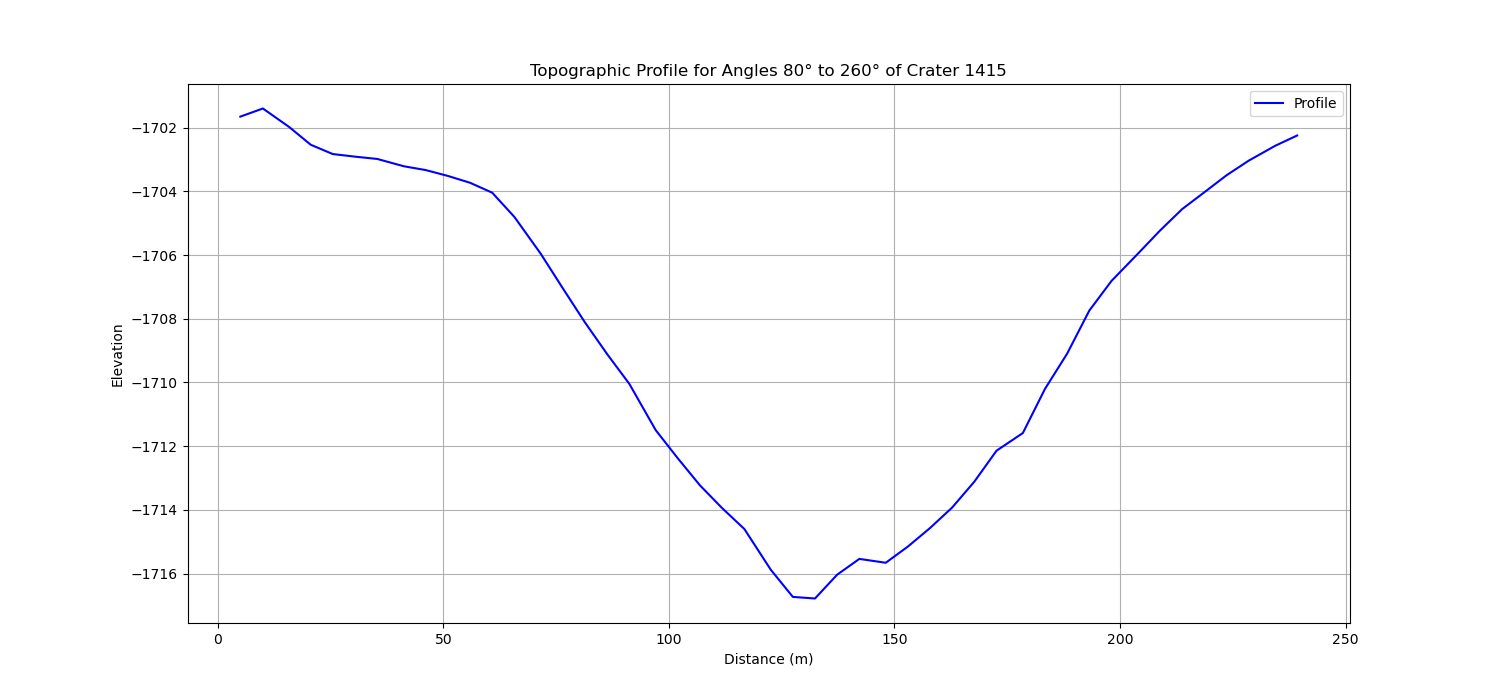 Topographic Profile for Angles 80° to 260° of Crater 1415
Profile
−1702
−1704
−1706
−1708
−1710
−1712
−1714
−1716
Elevation
0 50 100 150 200 250
Distance (m)